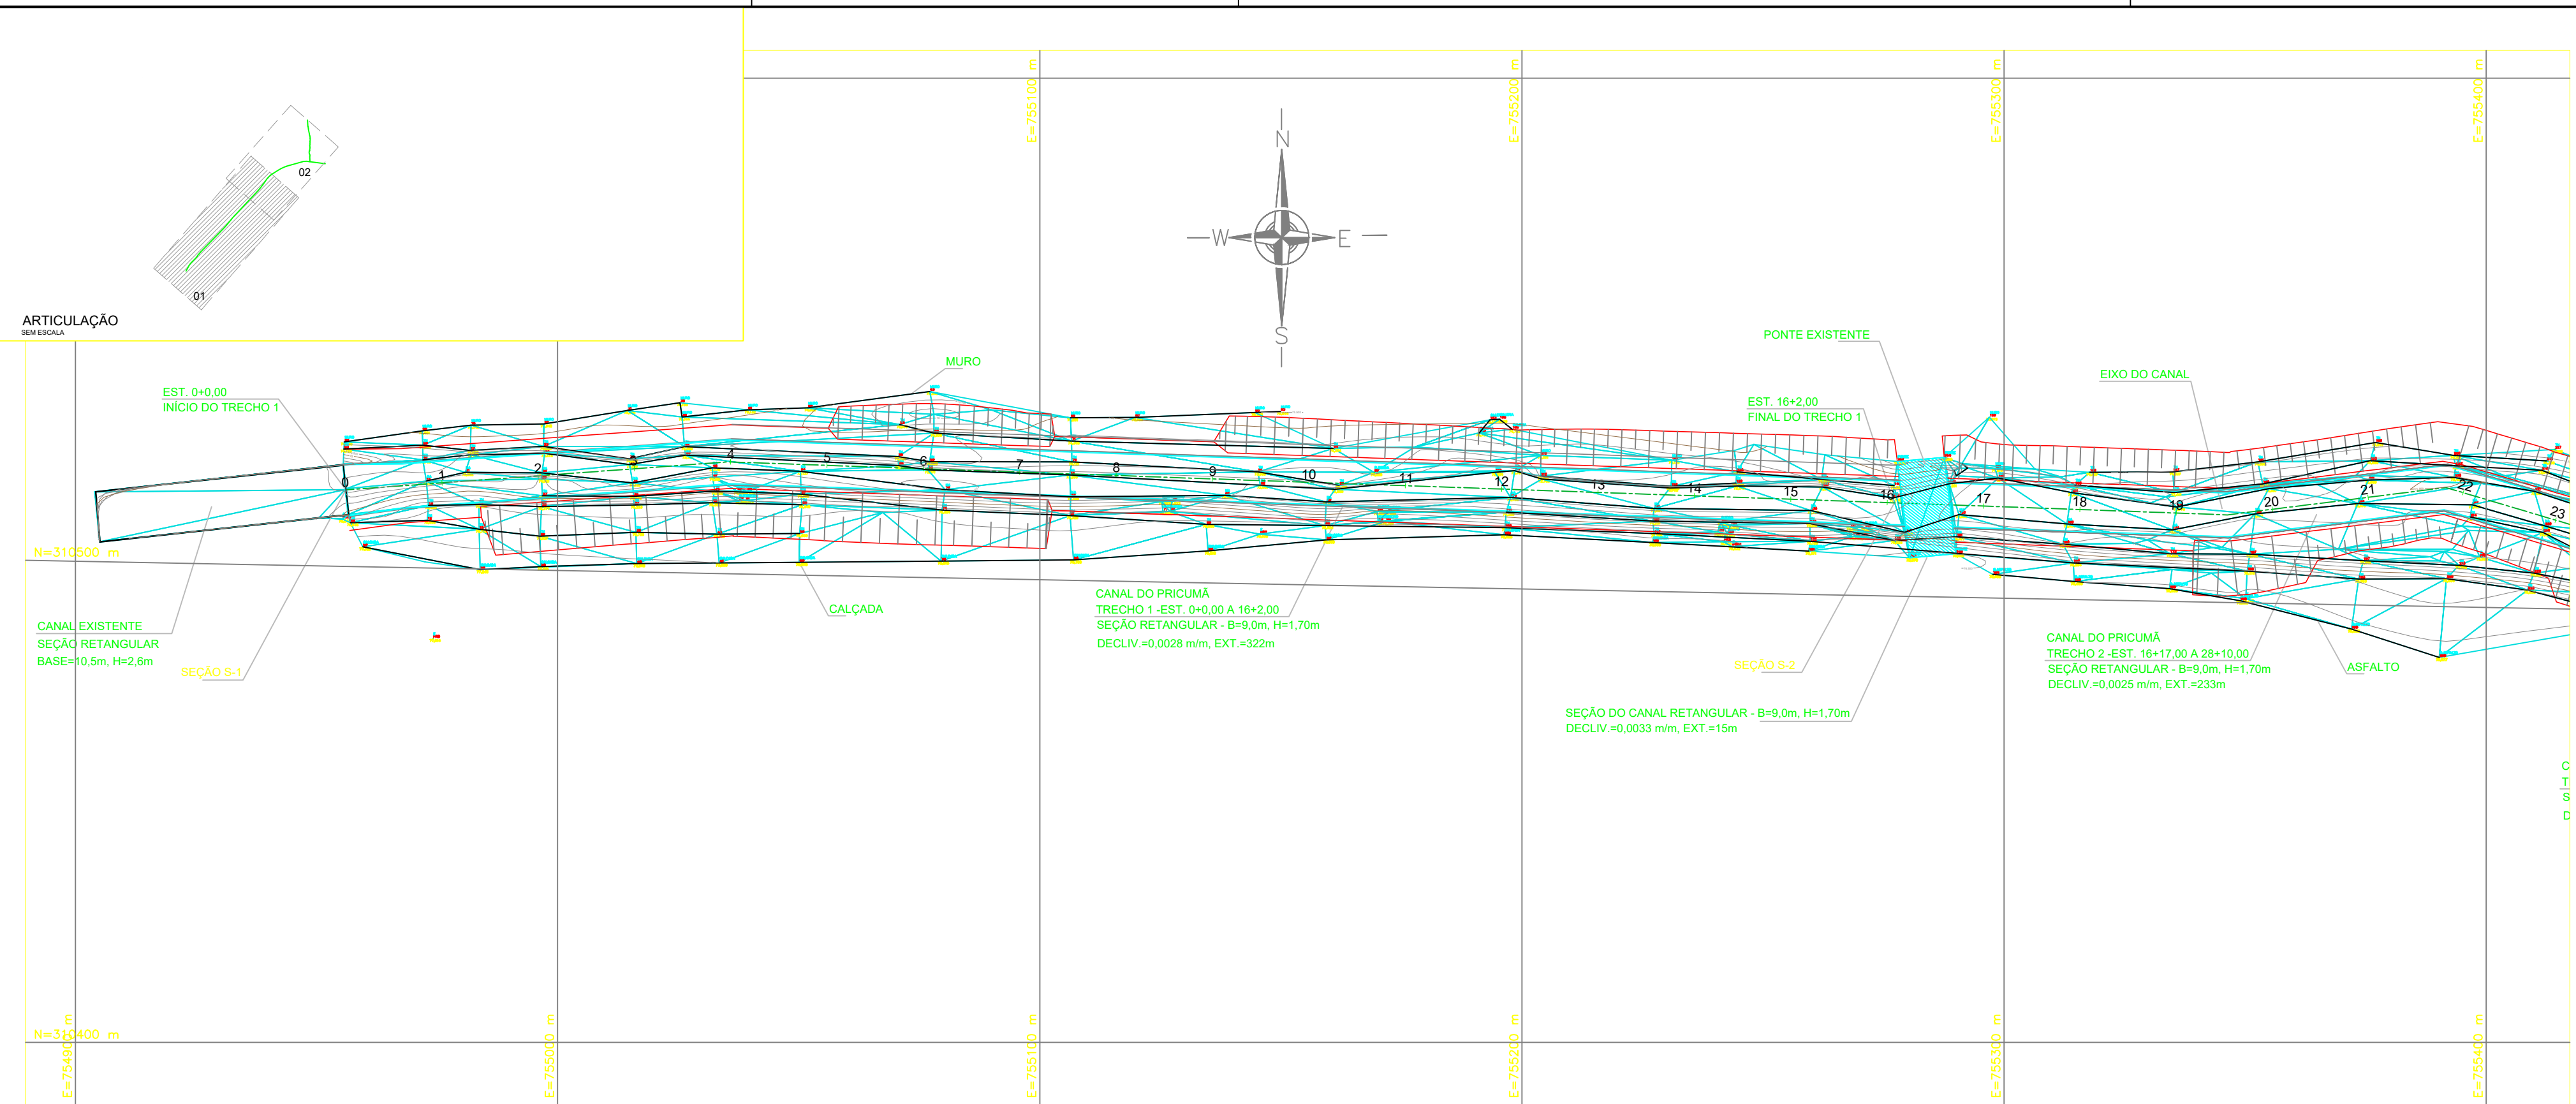 E=755100 E
E=755200 E
E=755300 E
E=755400 E
02
01
ARTICULAÇÃO
SEM ESCALA
N
W
E
S
PONTE EXISTENTE
MURO
EIXO DO CANAL
EST. 0+0,00
INÍCIO DO TRECHO 1
EST. 16+2,00
FINAL DO TRECHO 1
0
1
2
3
4
5
6
7
8
9
10
11
12
13
14
15
16
17
18
19
20
21
22
23
N=310500 m
CANAL EXISTENTE
SEÇÃO RETANGULAR
BASE=10,5m, H=2,6m
SEÇÃO S-1
CALÇADA
CANAL DO PRICUMÃ
TRECHO 1 -EST. 0+0,00 A 16+2,00
SEÇÃO RETANGULAR - B=9,0m, H=1,70m
DECLIV.=0,0028 m/m, EXT.=322m
SEÇÃO S-2
SEÇÃO DO CANAL RETANGULAR - B=9,0m, H=1,70m
DECLIV.=0,0033 m/m, EXT.=15m
CANAL DO PRICUMÃ
TRECHO 2 -EST. 16+17,00 A 28+10,00
SEÇÃO RETANGULAR - B=9,0m, H=1,70m
DECLIV.=0,0025 m/m, EXT.=233m
ASFALTO
C
T
S
D
N=310400 m
E=754900 E
E=755000 E
E=755100 E
E=755200 E
E=755300 E
E=755400 E